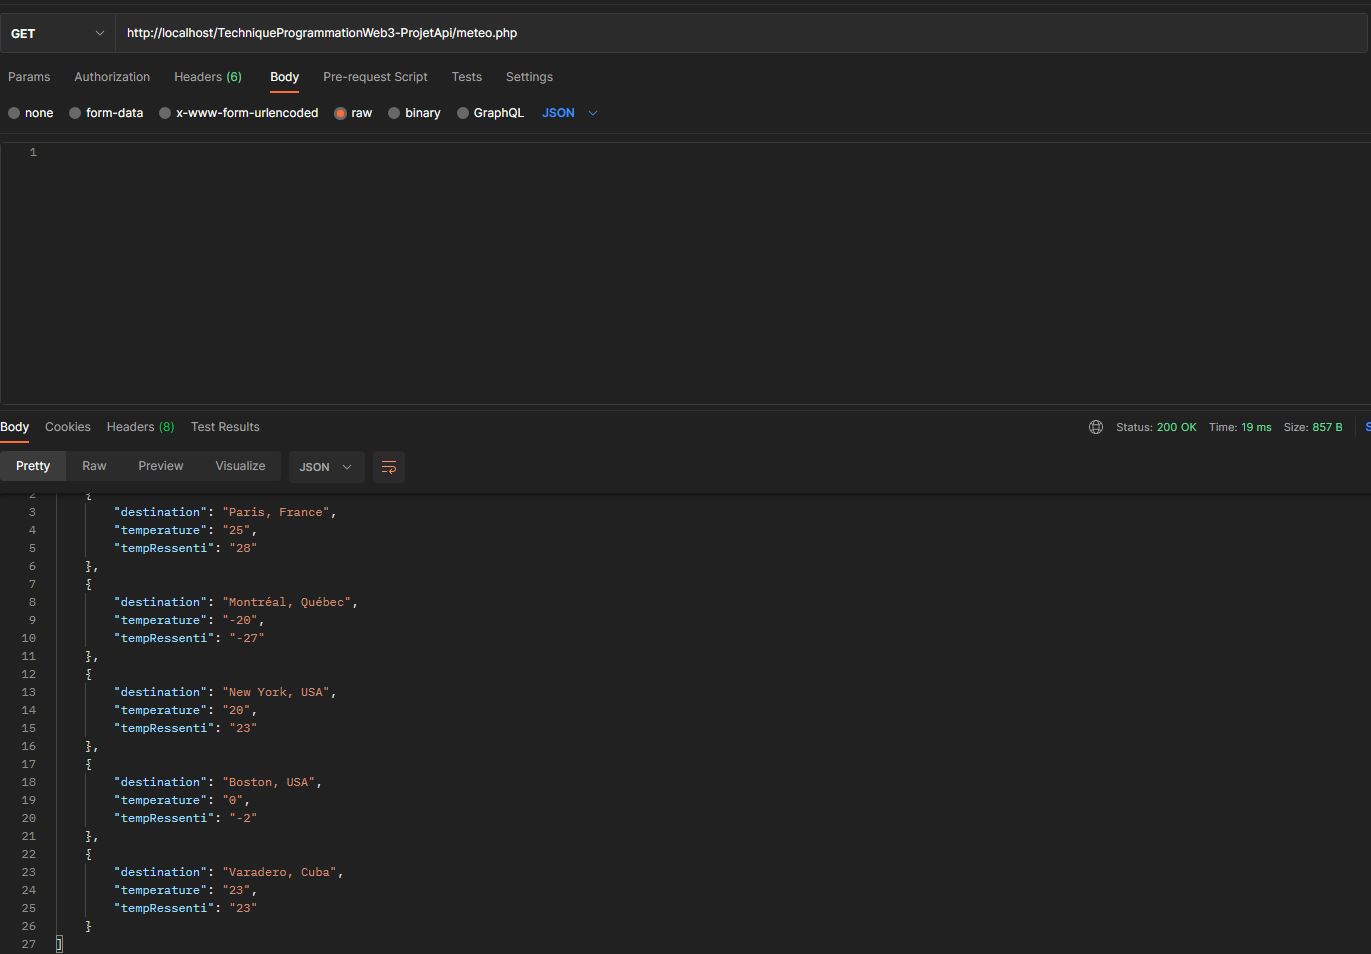 GET http://localhost/TechniqueProgrammationWeb3-ProjetApi/meteo.php
Params Authorization Headers (6) Body Pre-request Script Tests Settings
none form-data x-www-form-urlencoded raw binary GraphQL JSON
1
Body Cookies Headers (8) Test Results Status: 200 OK Time: 19 ms Size: 857 B S
Pretty Raw Preview Visualize JSON
2 {
3 "destination": "Paris, France",
4 "temperature": "25",
5 "tempRessenti": "28"
6 },
7 {
8 "destination": "Montréal, Québec",
9 "temperature": "-20",
10 "tempRessenti": "-27"
11 },
12 {
13 "destination": "New York, USA",
14 "temperature": "20",
15 "tempRessenti": "23"
16 },
17 {
18 "destination": "Boston, USA",
19 "temperature": "0",
20 "tempRessenti": "-2"
21 },
22 {
23 "destination": "Varadero, Cuba",
24 "temperature": "23",
25 "tempRessenti": "23"
26 }
27 ]